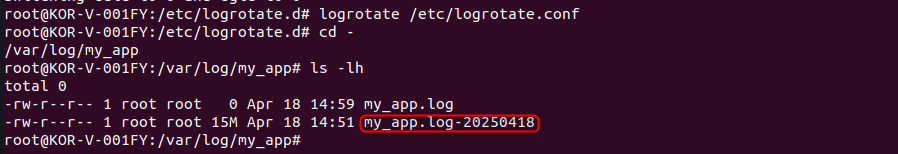 root@KOR-V-001FY:/etc/logrotate.d# logrotate /etc/logrotate.conf
root@KOR-V-001FY:/etc/logrotate.d# cd -
/var/log/my_app
root@KOR-V-001FY:/var/log/my_app# ls -lh
total 0
-rw-r--r-- 1 root root   0 Apr 18 14:59 my_app.log
-rw-r--r-- 1 root root 15M Apr 18 14:51 my_app.log-20250418
root@KOR-V-001FY:/var/log/my_app#